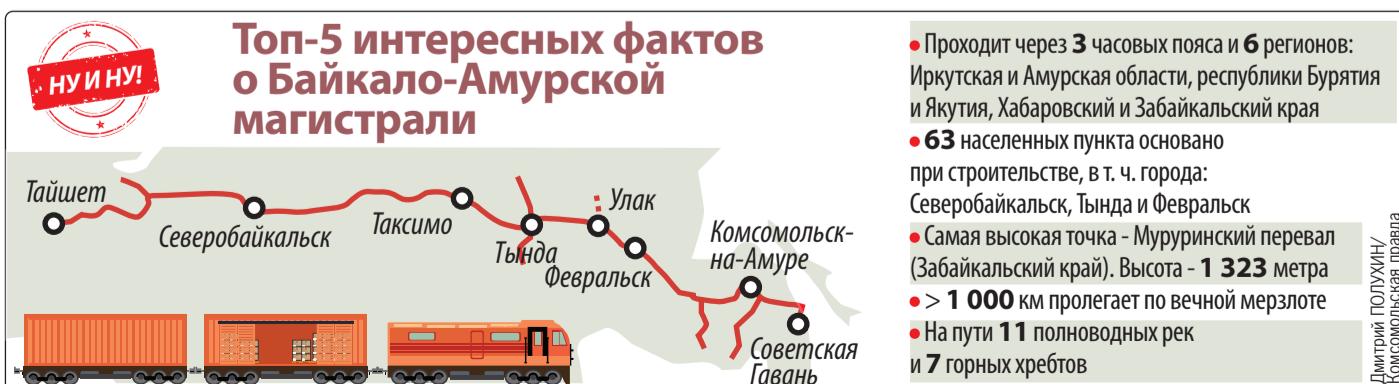 НУ И НУ!
Топ-5 интересных фактов
о Байкало-Амурской
магистрали
Тайшет
Северобайкальск
Таксимо
Тында
Улак
Февральск
Комсомольск-
на-Амуре
Советская
Гавань
• Проходит через 3 часовых пояса и 6 регионов:
Иркутская и Амурская области, республики Бурятия
и Якутия, Хабаровский и Забайкальский края
• 63 населенных пункта основано
при строительстве, в т. ч. города:
Северобайкальск, Тында и Февральск
• Самая высокая точка - Муруринский перевал
(Забайкальский край). Высота - 1 323 метра
• > 1 000 км пролегает по вечной мерзлоте
• На пути 11 полноводных рек
и 7 горных хребтов
Дмитрий ПОЛУХИН/
Комсомольская правда